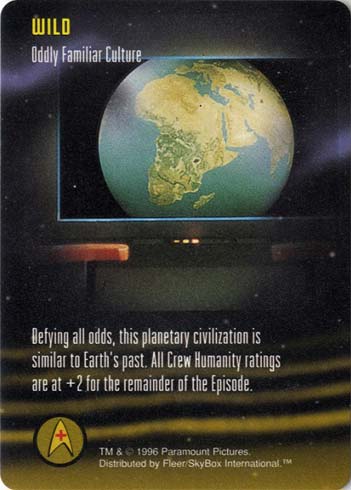 WILD
Oddly Familiar Culture
Defying all odds, this planetary civilization is
similar to Earth's past. All Crew Humanity ratings
are at +2 for the remainder of the Episode.
TM & © 1996 Paramount Pictures.
Distributed by Fleer/SkyBox International.™